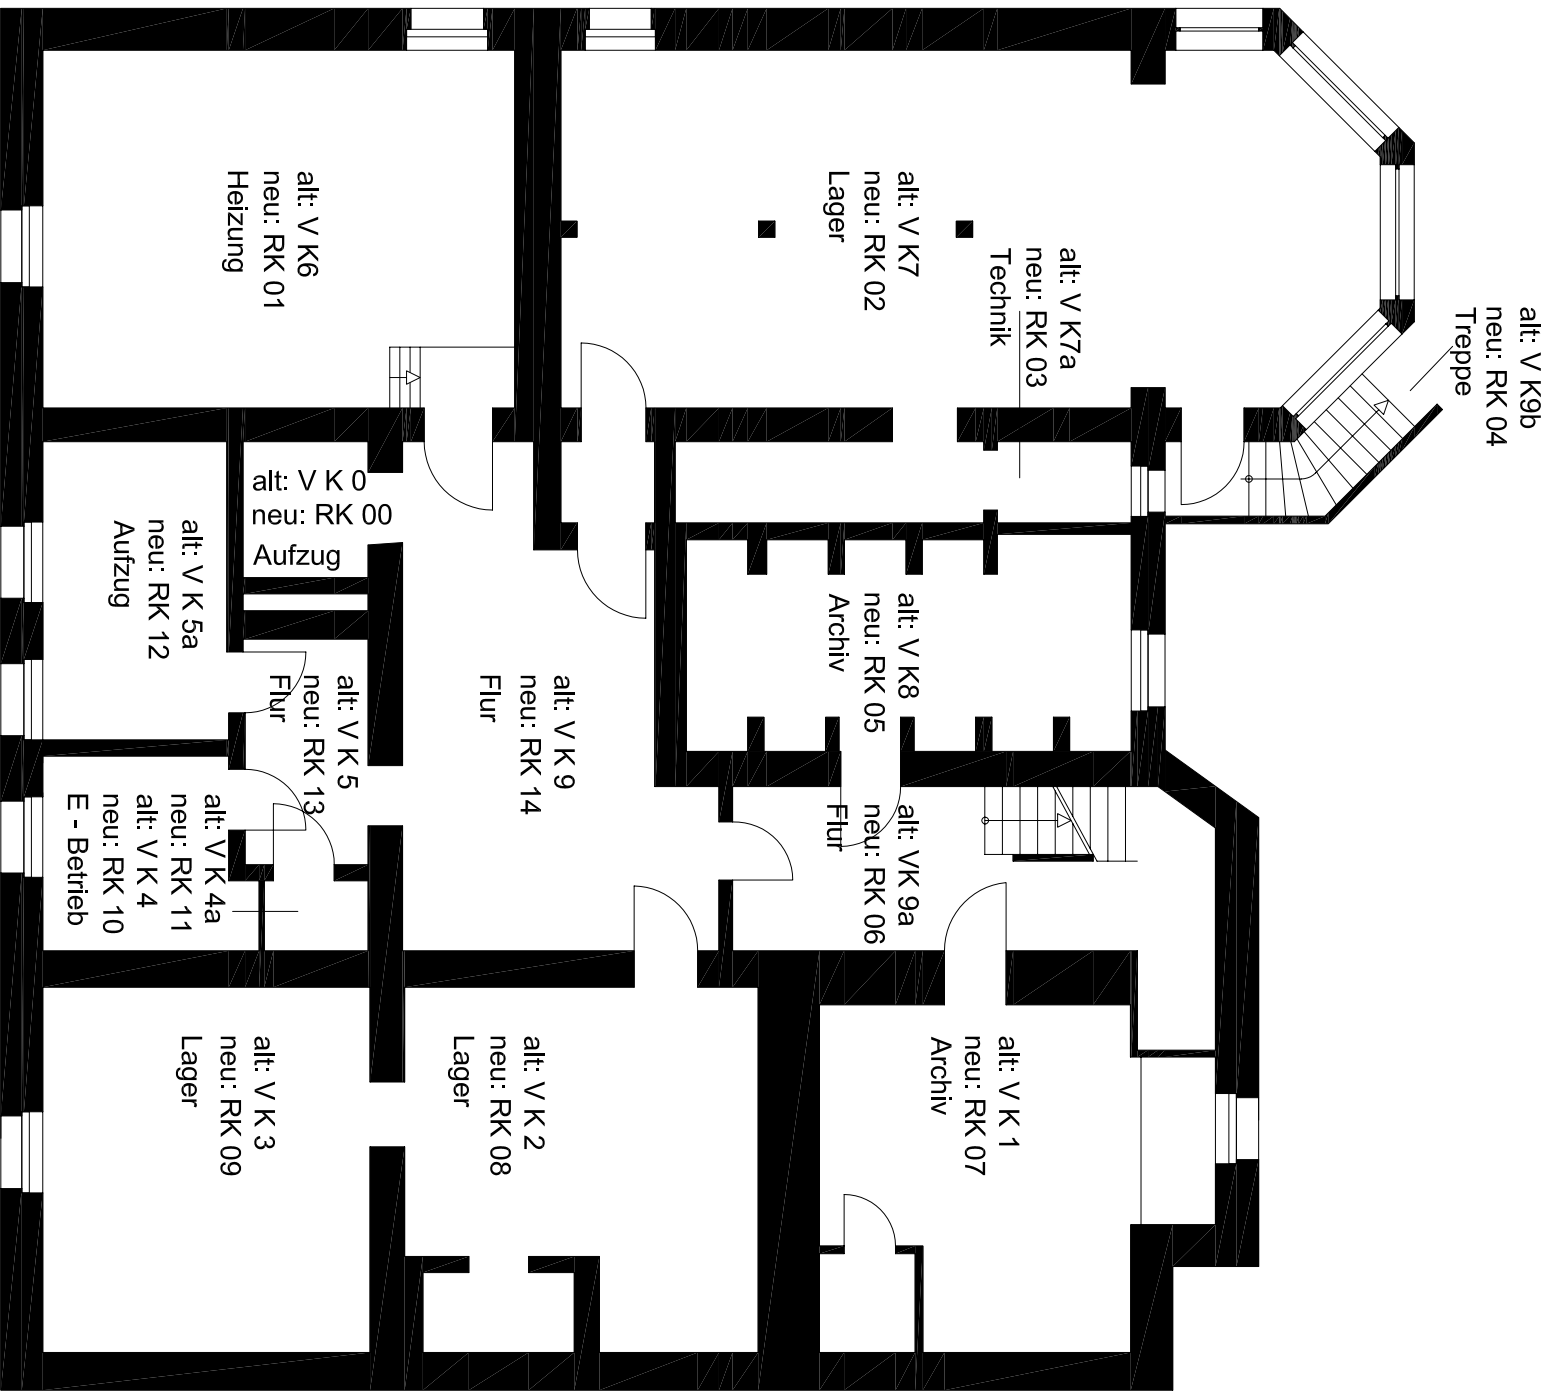 alt: V K9b
neu: RK 04
Treppe
alt: V K7a
neu: RK 03
Technik
alt: V K7
neu: RK 02
Lager
alt: V K6
neu: RK 01
Heizung
alt: V K 0
neu: RK 00
Aufzug
alt: V K8
neu: RK 05
Archiv
alt: V K 5a
neu: RK 12
Aufzug
alt: V K 5
neu: RK 13
Flur
alt: V K 9
neu: RK 14
Flur
alt: VK 9a
neu: RK 06
Flur
alt: V K 4a
neu: RK 11
alt: V K 4
neu: RK 10
E - Betrieb
alt: V K 1
neu: RK 07
Archiv
alt: V K 2
neu: RK 08
Lager
alt: V K 3
neu: RK 09
Lager